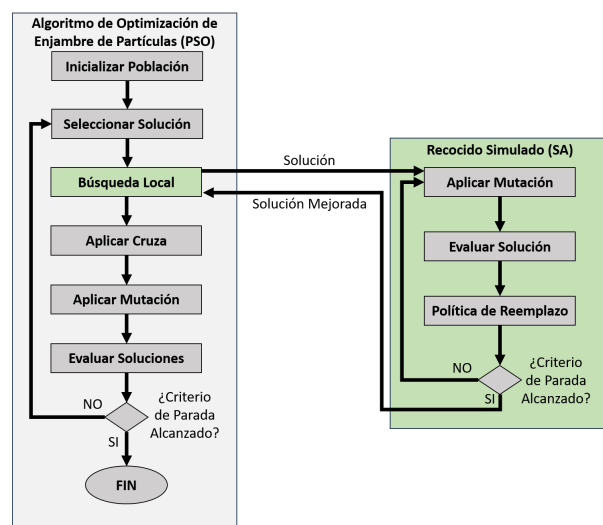 Algoritmo de Optimización de
Enjambre de Partículas (PSO)
Inicializar Población
Seleccionar Solución
Búsqueda Local
Aplicar Cruza
Aplicar Mutación
Evaluar Soluciones
¿Criterio
de Parada
Alcanzado?
NO
SI
FIN
Solución
Solución Mejorada
Recocido Simulado (SA)
Aplicar Mutación
Evaluar Solución
Política de Reemplazo
¿Criterio
de Parada
Alcanzado?
NO
SI